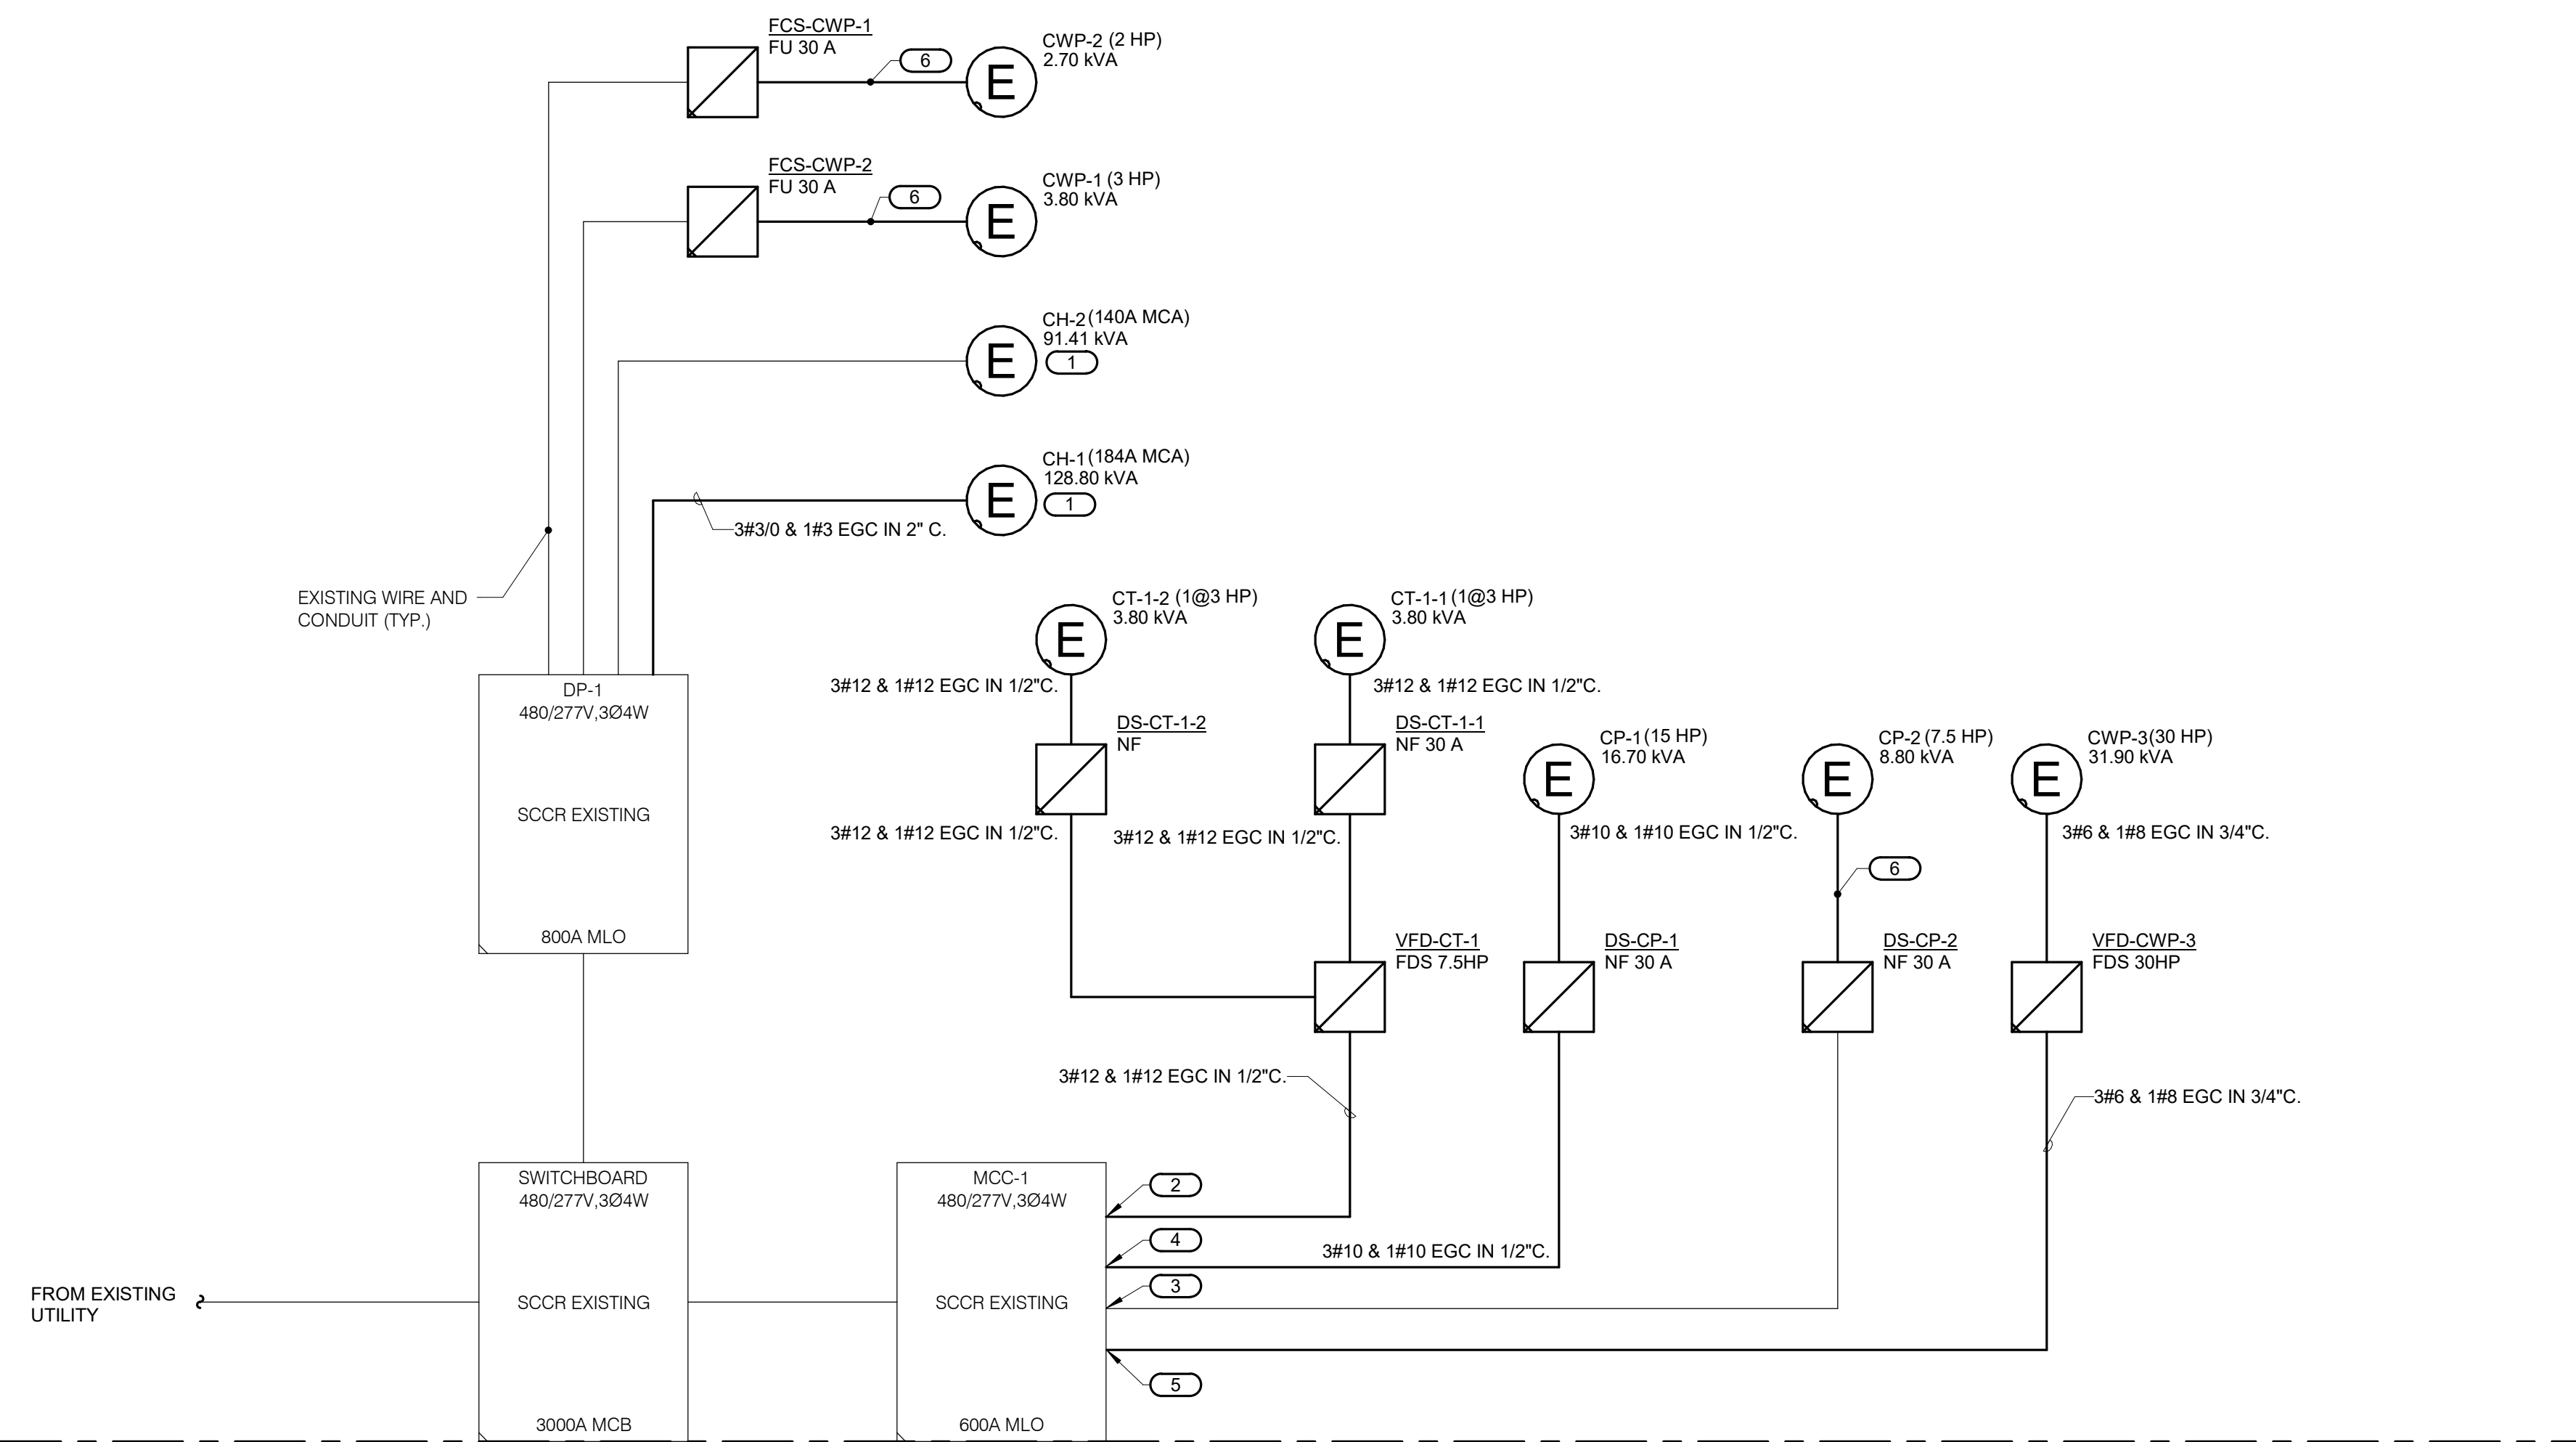 FCS-CWP-1
FU 30 A
6
CWP-2 (2 HP)
2.70 kVA
FCS-CWP-2
FU 30 A
6
CWP-1 (3 HP)
3.80 kVA
CH-2 (140A MCA)
91.41 kVA
1
CH-1 (184A MCA)
128.80 kVA
1
3#3/0 & 1#3 EGC IN 2" C.
EXISTING WIRE AND
CONDUIT (TYP.)
CT-1-2 (1@3 HP)
3.80 kVA
CT-1-1 (1@3 HP)
3.80 kVA
3#12 & 1#12 EGC IN 1/2"C.
3#12 & 1#12 EGC IN 1/2"C.
DP-1
480/277V,3Ø4W
SCCR EXISTING
800A MLO
DS-CT-1-2
NF
DS-CT-1-1
NF 30 A
CP-1 (15 HP)
16.70 kVA
CP-2 (7.5 HP)
8.80 kVA
CWP-3 (30 HP)
31.90 kVA
3#12 & 1#12 EGC IN 1/2"C.
3#12 & 1#12 EGC IN 1/2"C.
3#10 & 1#10 EGC IN 1/2"C.
3#6 & 1#8 EGC IN 3/4"C.
6
VFD-CT-1
FDS 7.5HP
DS-CP-1
NF 30 A
DS-CP-2
NF 30 A
VFD-CWP-3
FDS 30HP
3#12 & 1#12 EGC IN 1/2"C.
3#6 & 1#8 EGC IN 3/4"C.
SWITCHBOARD
480/277V,3Ø4W
SCCR EXISTING
3000A MCB
MCC-1
480/277V,3Ø4W
SCCR EXISTING
600A MLO
2
4
3#10 & 1#10 EGC IN 1/2"C.
3
5
FROM EXISTING
UTILITY
E
E
E
E
E
E
E
E
E